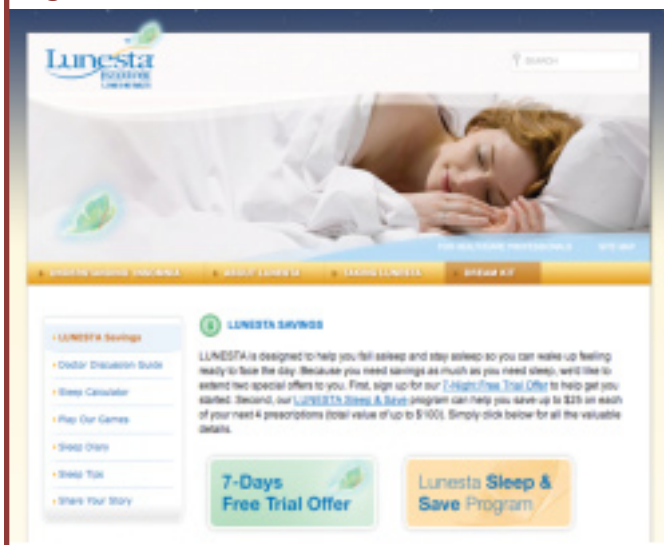 Lunesta
SEARCH
FOR HEALTHCARE PROFESSIONALS SITE MAP
UNDERSTANDING INSOMNIA ABOUT LUNESTA TAKING LUNESTA DREAM KIT
LUNESTA SAVINGS
LUNESTA Savings
Doctor Discussion Guide
Sleep Calculator
Play Our Games
Sleep Diary
Sleep Tips
Share Your Story
LUNESTA is designed to help you fall asleep and stay asleep so you can wake up feeling
ready to face the day. Because you need savings as much as you need sleep, we'd like to
extend two special offers to you. First, sign up for our 7-Night Free Trial Offer to help get you
started. Second, our LUNESTA Sleep & Save program can help you save up to $25 on each
of your next 4 prescriptions (total value of up to $100). Simply click below for all the valuable
details.
7-Days
Free Trial Offer
Lunesta Sleep &
Save Program